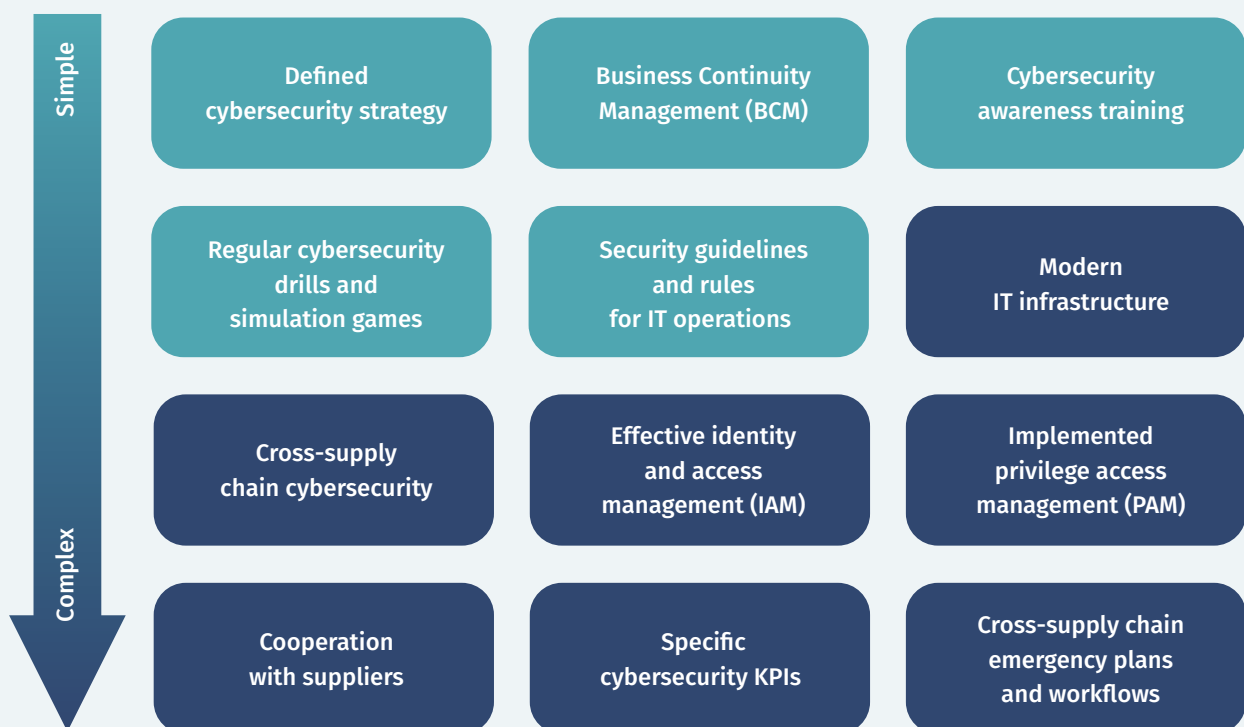 Simple
Defined
cybersecurity strategy
Business Continuity
Management (BCM)
Cybersecurity
awareness training
Regular cybersecurity
drills and
simulation games
Security guidelines
and rules
for IT operations
Modern
IT infrastructure
Cross-supply
chain cybersecurity
Effective identity
and access
management (IAM)
Implemented
privilege access
management (PAM)
Complex
Cooperation
with suppliers
Specific
cybersecurity KPIs
Cross-supply chain
emergency plans
and workflows